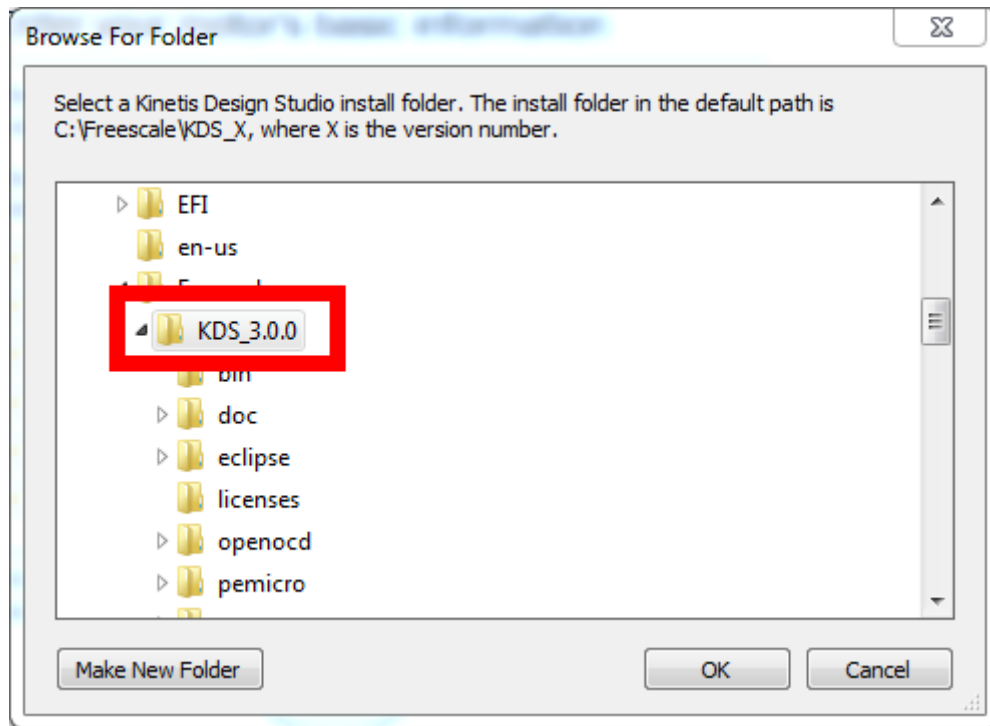 Browse For Folder
Select a Kinetis Design Studio install folder. The install folder in the default path is
C:\Freescale\KDS_X, where X is the version number.
EFI
en-us
KDS_3.0.0
bin
doc
eclipse
licenses
openocd
pemicro
Make New Folder
OK
Cancel